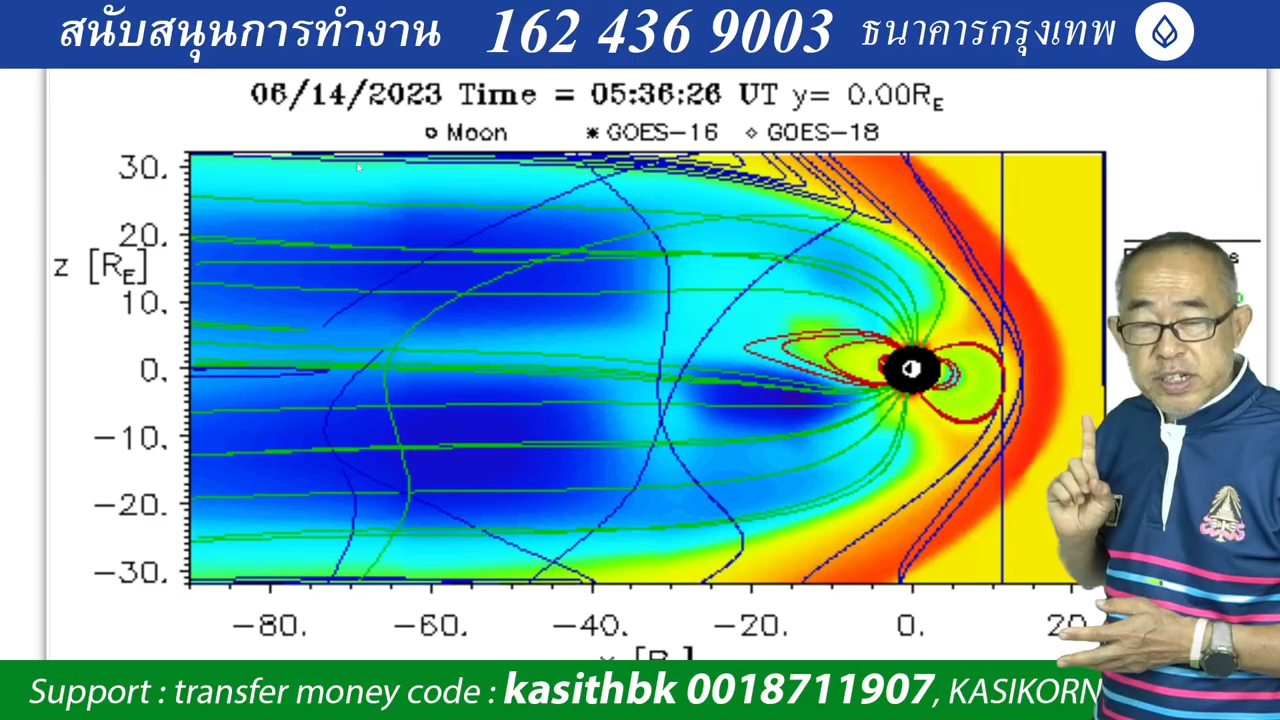 สนับสนุนการทำงาน 162 436 9003 ธนาคารกรุงเทพ
06/14/2023 Time = 05:36:26 UT y= 0.00RE
Moon GOES-16 GOES-18
30.
20.
z [RE]
10.
0.
-10.
-20.
-30.
-80. -60. -40. -20. 0. 20
Support : transfer money code : kasithbk 0018711907, KASIKORN